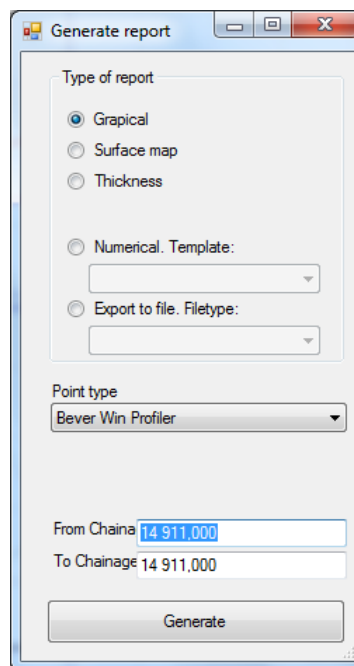 Generate report
Type of report
Grapical
Surface map
Thickness
Numerical. Template:
Export to file. Filetype:
Point type
Bever Win Profiler
From Chaina 14 911,000
To Chainage 14 911,000
Generate